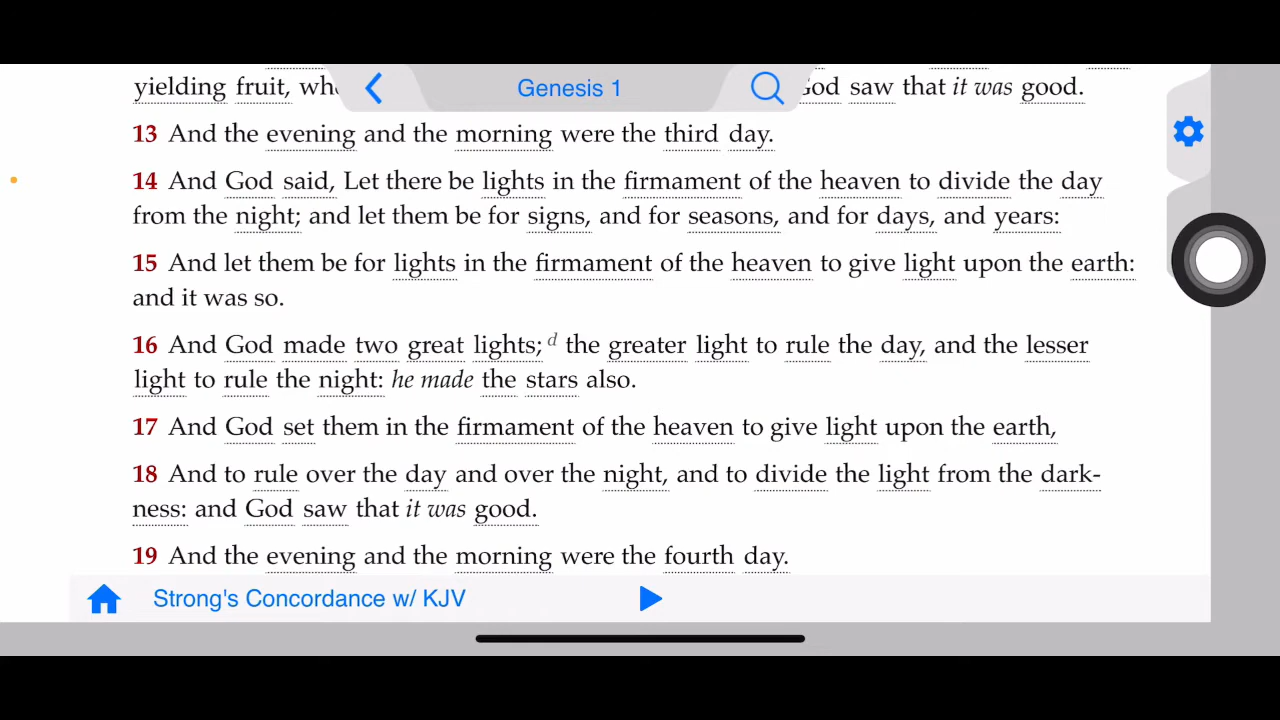 yielding fruit, God saw that it was good.
Genesis 1
13 And the evening and the morning were the third day.
14 And God said, Let there be lights in the firmament of the heaven to divide the day
from the night; and let them be for signs, and for seasons, and for days, and years:
15 And let them be for lights in the firmament of the heaven to give light upon the earth:
and it was so.
16 And God made two great lights; d the greater light to rule the day, and the lesser
light to rule the night: he made the stars also.
17 And God set them in the firmament of the heaven to give light upon the earth,
18 And to rule over the day and over the night, and to divide the light from the dark-
ness: and God saw that it was good.
19 And the evening and the morning were the fourth day.
Strong's Concordance w/ KJV